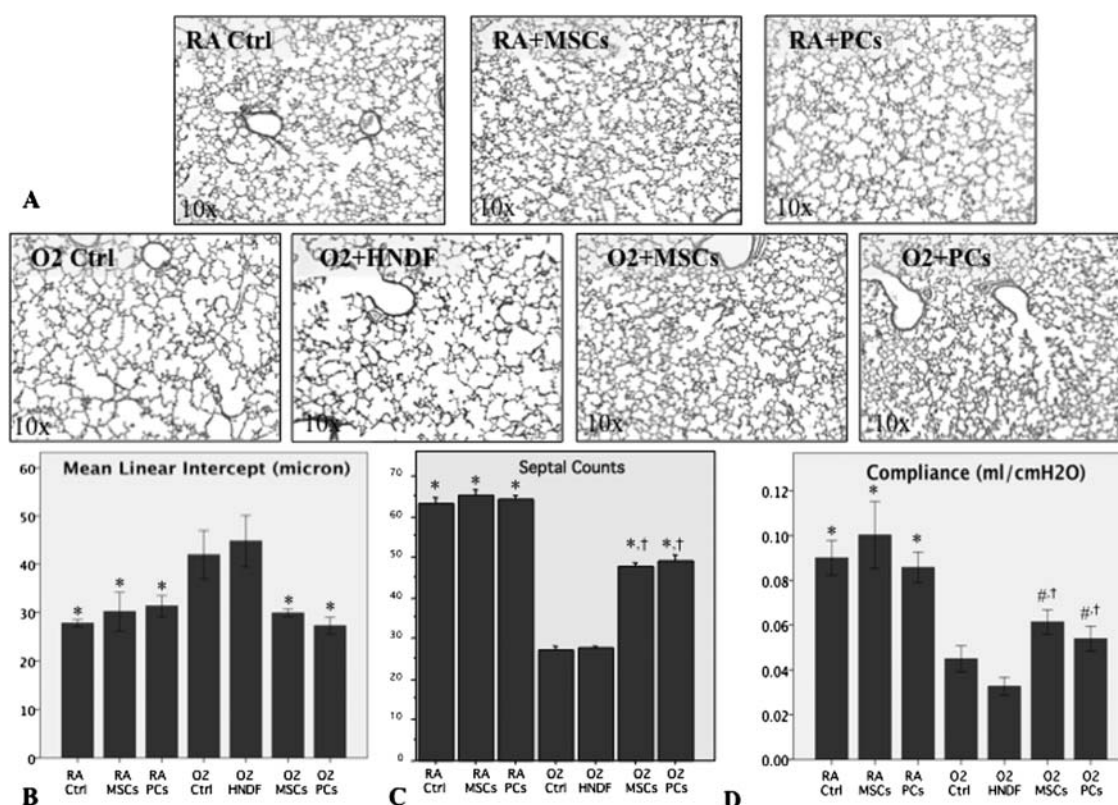 RA Ctrl
RA+MSCs
RA+PCs
A
10x
10x
10x
O2 Ctrl
O2+HNDF
O2+MSCs
O2+PCs
10x
10x
10x
10x
Mean Linear Intercept (micron)
60
50
40
30
20
10
0
*
*
*
*
*
RA Ctrl
RA MSCs
RA PCs
O2 Ctrl
O2 HNDF
O2 MSCs
O2 PCs
B
Septal Counts
70
60
50
40
30
20
70
0
*
*
*
*,†
*,†
RA Ctrl
RA MSCs
RA PCs
O2 Ctrl
O2 HNDF
O2 MSCs
O2 PCs
C
Compliance (ml/cmH2O)
0.12
0.10
0.08
0.06
0.04
0.02
0.00
*
*
*
#,†
#,†
RA Ctrl
RA MSCs
RA PCs
O2 Ctrl
O2 HNDF
O2 MSCs
O2 PCs
D